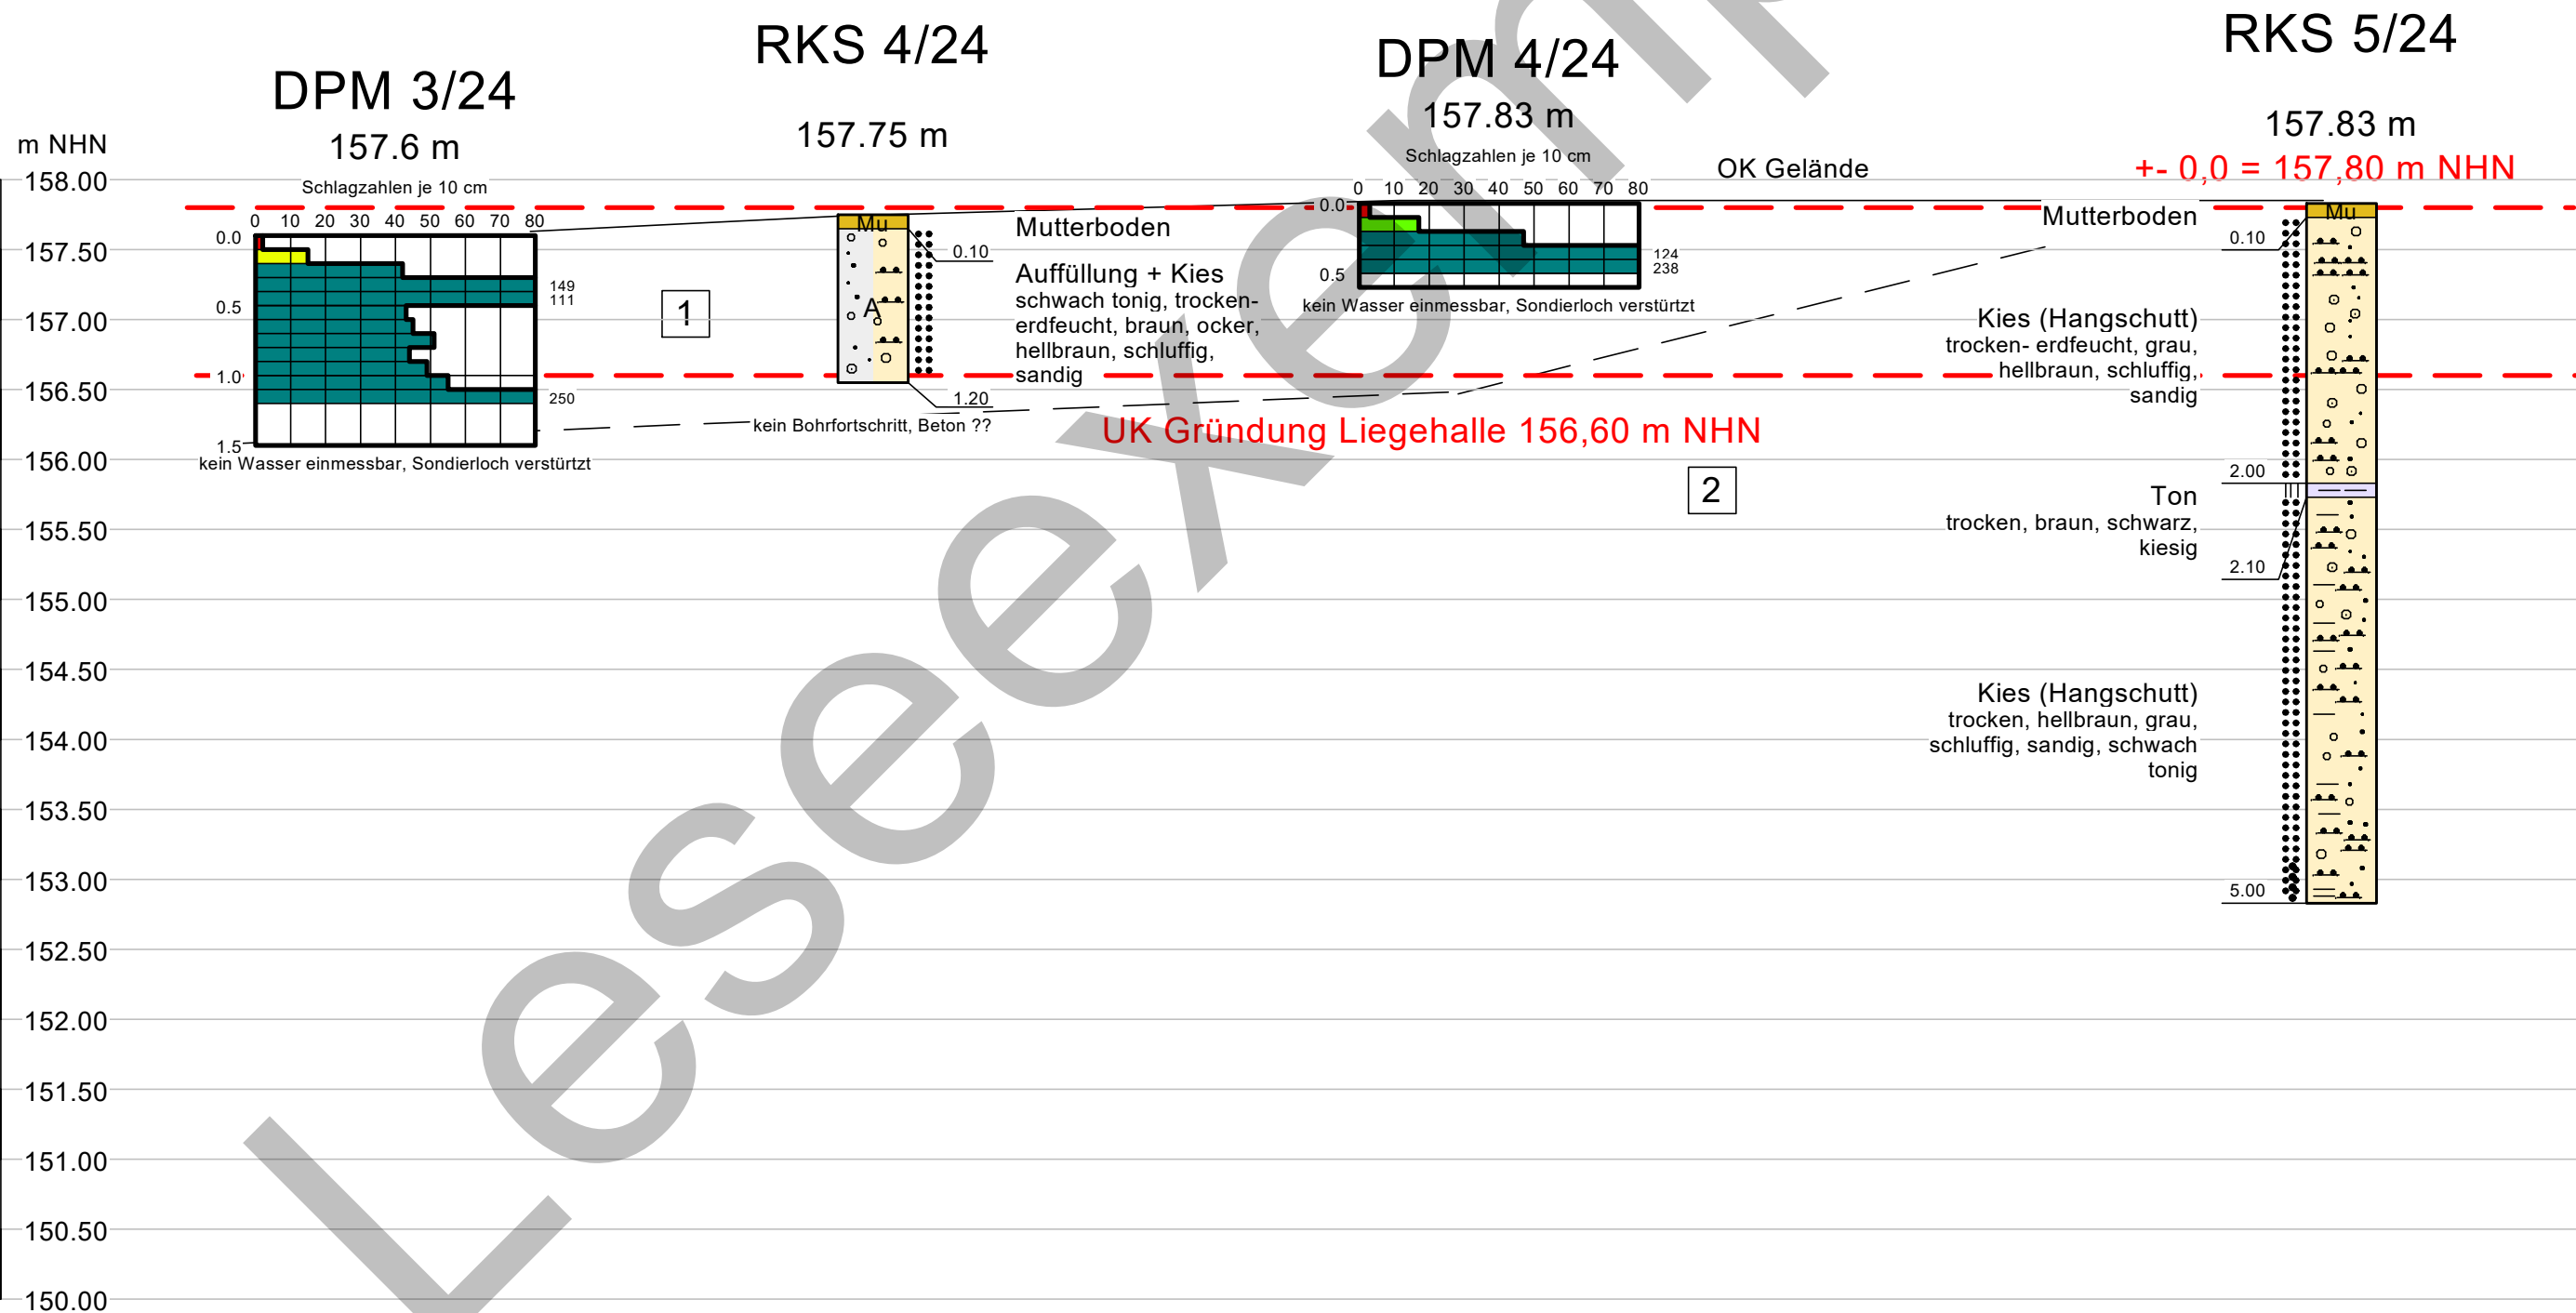 DPM 3/24
157.6 m
Schlagzahlen je 10 cm
0 10 20 30 40 50 60 70 80
0.0
0.5
1.0
1.5
149
111
250
kein Wasser einmessbar, Sondierloch verstürtzt
RKS 4/24
157.75 m
Mu
A
Mutterboden
0.10
Auffüllung + Kies
schwach tonig, trocken-
erdfeucht, braun, ocker,
hellbraun, schluffig,
sandig
1.20
kein Bohrfortschritt, Beton ??
1
DPM 4/24
157.83 m
Schlagzahlen je 10 cm
0 10 20 30 40 50 60 70 80
0.0
0.5
124
238
kein Wasser einmessbar, Sondierloch verstürtzt
OK Gelände
UK Gründung Liegehalle 156,60 m NHN
2
RKS 5/24
157.83 m
+- 0,0 = 157,80 m NHN
Mu
Mutterboden
0.10
Kies (Hangschutt)
trocken- erdfeucht, grau,
hellbraun, schluffig,
sandig
2.00
Ton
trocken, braun, schwarz,
kiesig
2.10
Kies (Hangschutt)
trocken, hellbraun, grau,
schluffig, sandig, schwach
tonig
5.00
m NHN
158.00
157.50
157.00
156.50
156.00
155.50
155.00
154.50
154.00
153.50
153.00
152.50
152.00
151.50
151.00
150.50
150.00
Leseexemp